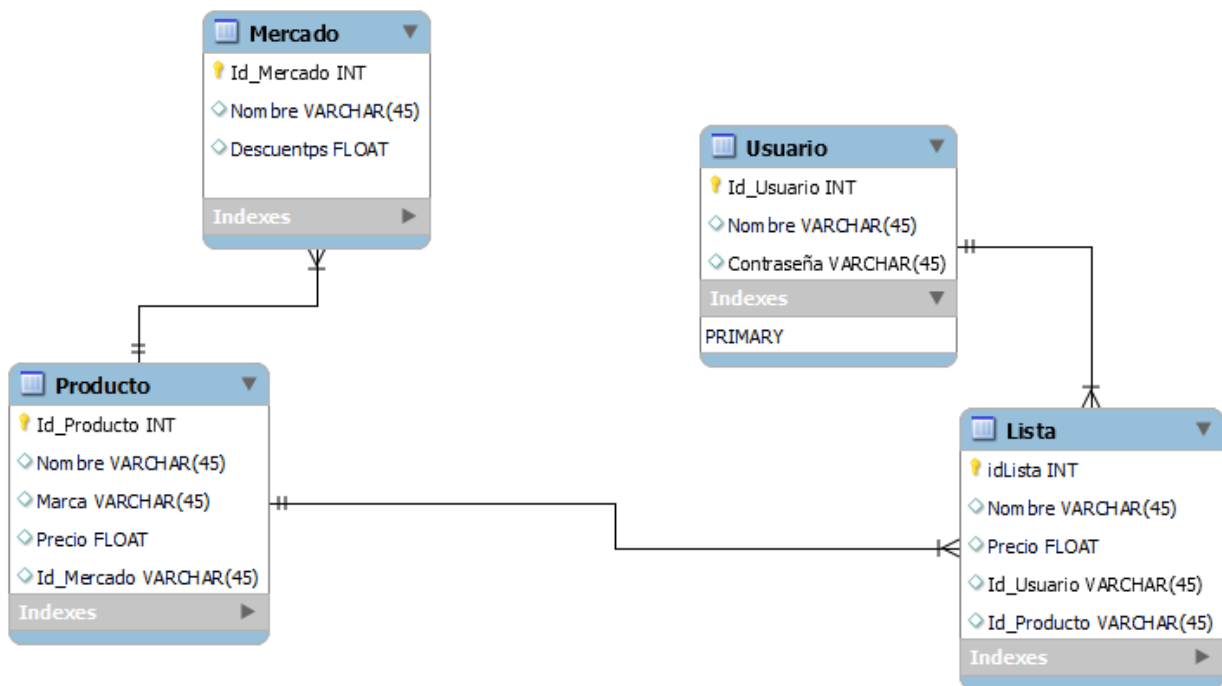 Mercado
Id_Mercado INT
Nombre VARCHAR(45)
Descuentps FLOAT
Indexes
Usuario
Id_Usuario INT
Nombre VARCHAR(45)
Contraseña VARCHAR(45)
Indexes
PRIMARY
Producto
Id_Producto INT
Nombre VARCHAR(45)
Marca VARCHAR(45)
Precio FLOAT
Id_Mercado VARCHAR(45)
Indexes
Lista
idLista INT
Nombre VARCHAR(45)
Precio FLOAT
Id_Usuario VARCHAR(45)
Id_Producto VARCHAR(45)
Indexes